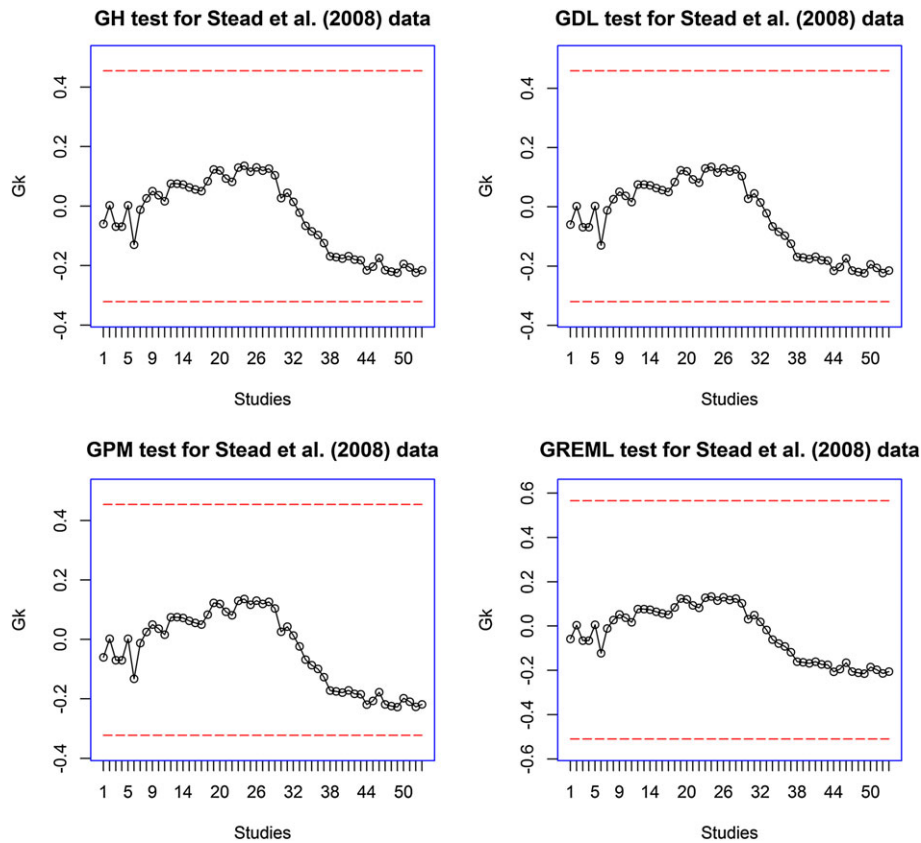 GH test for Stead et al. (2008) data
Gk
0.4
0.2
0.0
-0.2
-0.4
1 5 9 14 20 26 32 38 44 50
Studies
GDL test for Stead et al. (2008) data
Gk
0.4
0.2
0.0
-0.2
-0.4
1 5 9 14 20 26 32 38 44 50
Studies
GPM test for Stead et al. (2008) data
Gk
0.4
0.2
0.0
-0.2
-0.4
1 5 9 14 20 26 32 38 44 50
Studies
GREML test for Stead et al. (2008) data
Gk
0.6
0.4
0.2
0.0
-0.2
-0.4
-0.6
1 5 9 14 20 26 32 38 44 50
Studies